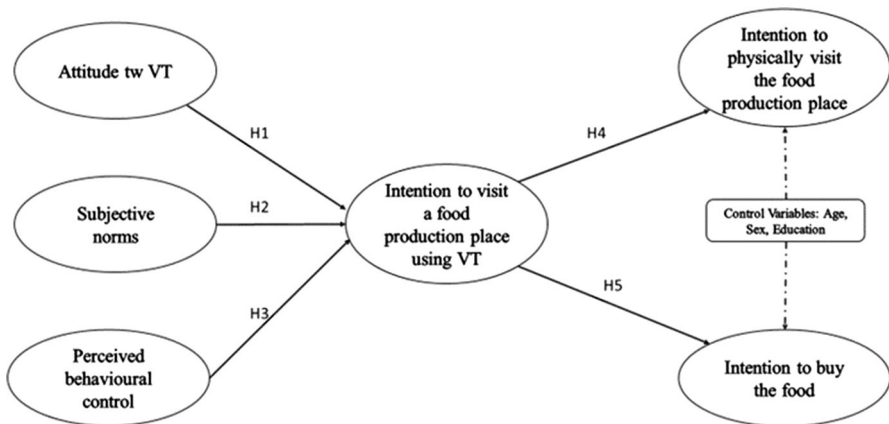 Attitude tw VT
Subjective
norms
Perceived
behavioural
control
H1
H2
H3
Intention to visit
a food
production place
using VT
H4
H5
Intention to
physically visit
the food
production place
Control Variables: Age,
Sex, Education
Intention to buy
the food